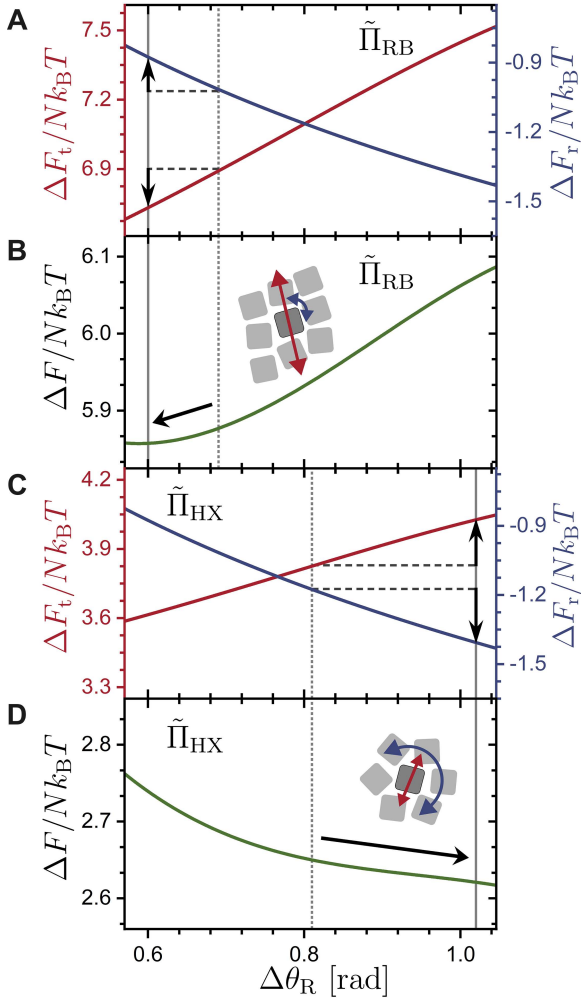 A
7.5
7.2
6.9
ΔF_t/Nk_BT
Π̃_RB
-0.9
-1.2
-1.5
ΔF_r/Nk_BT
B
6.1
6.0
5.9
ΔF/Nk_BT
Π̃_RB
C
4.2
3.9
3.6
3.3
ΔF_t/Nk_BT
Π̃_HX
-0.9
-1.2
-1.5
ΔF_r/Nk_BT
D
2.8
2.7
2.6
ΔF/Nk_BT
Π̃_HX
0.6 0.8 1.0
Δθ_R [rad]